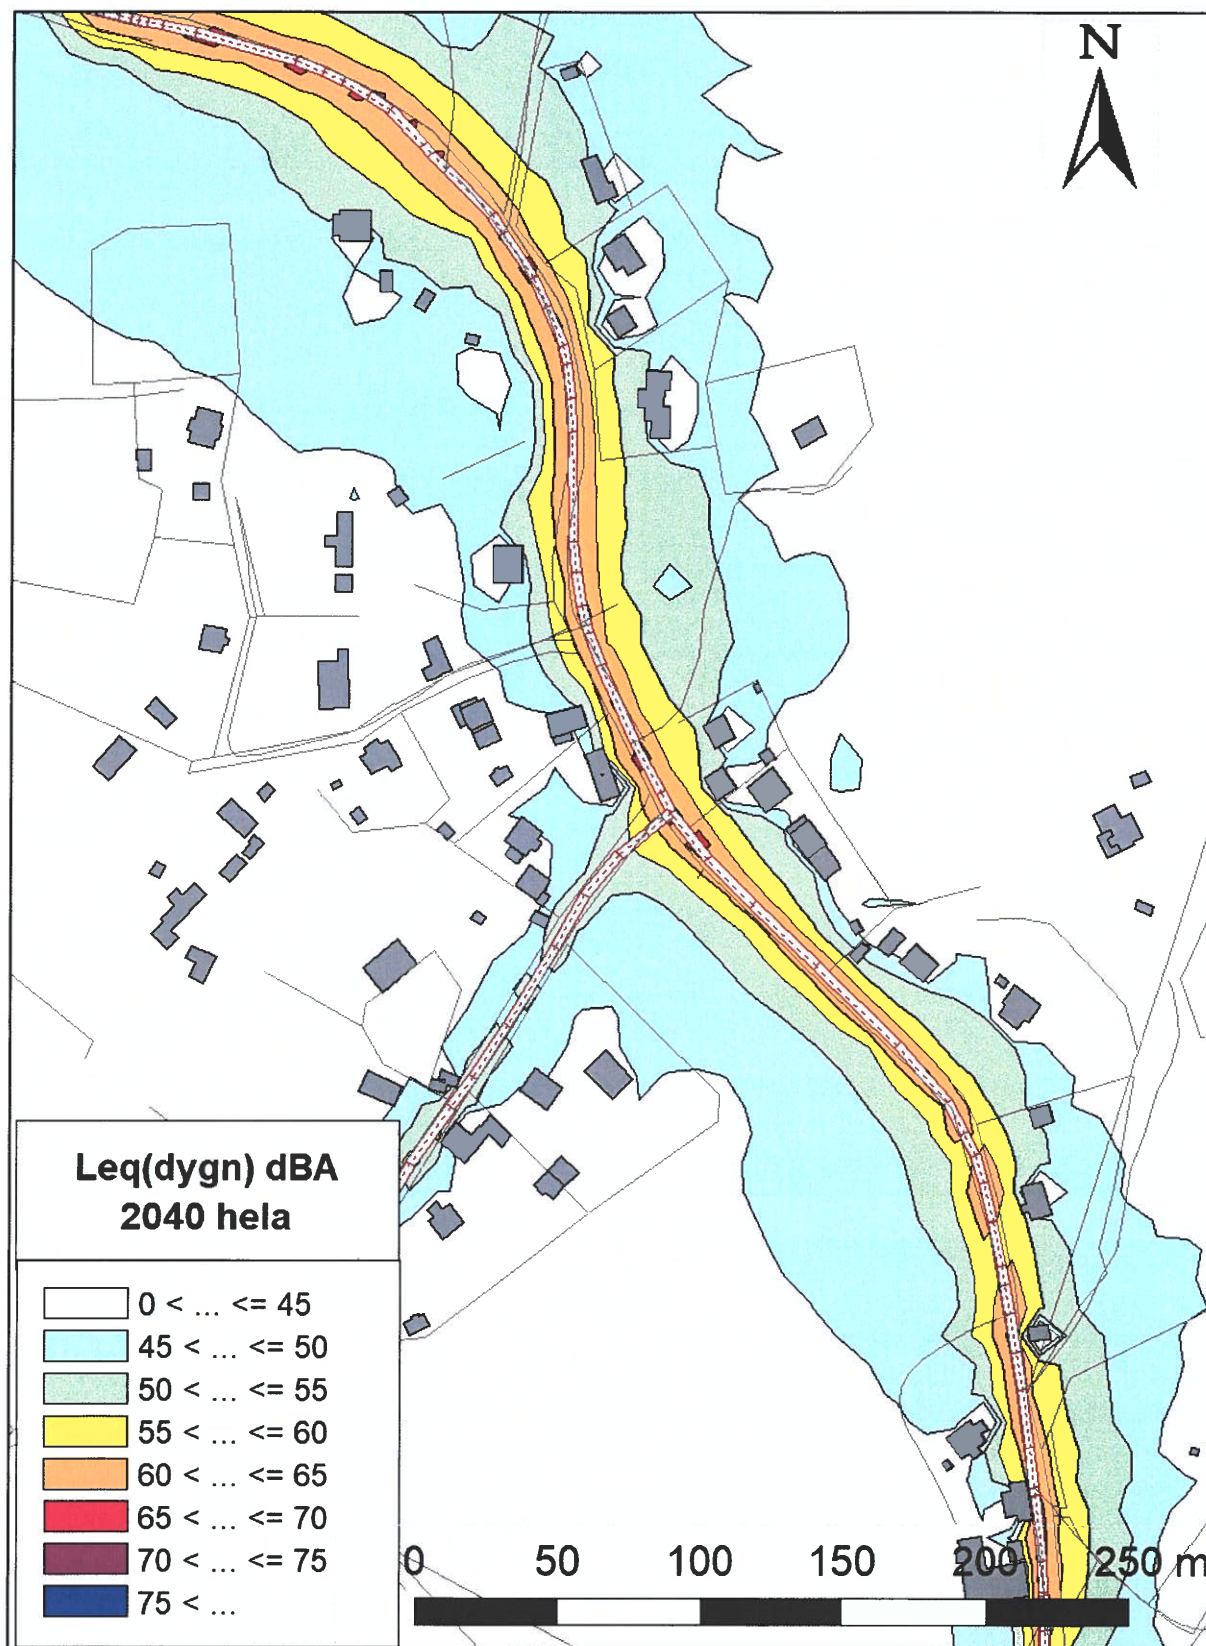 N
Leq(dygn) dBA
2040 hela
0 < ... <= 45
45 < ... <= 50
50 < ... <= 55
55 < ... <= 60
60 < ... <= 65
65 < ... <= 70
70 < ... <= 75
75 < ...
0 50 100 150 200 250 m